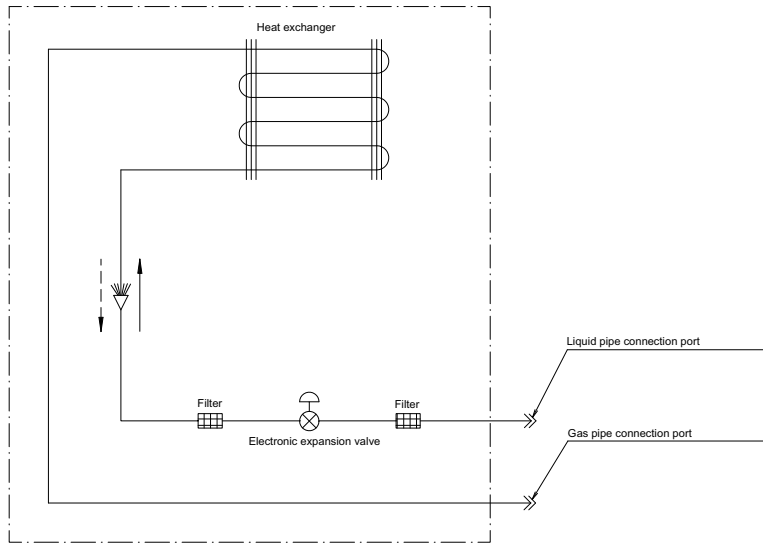 Heat exchanger
Liquid pipe connection port
Filter
Filter
Electronic expansion valve
Gas pipe connection port